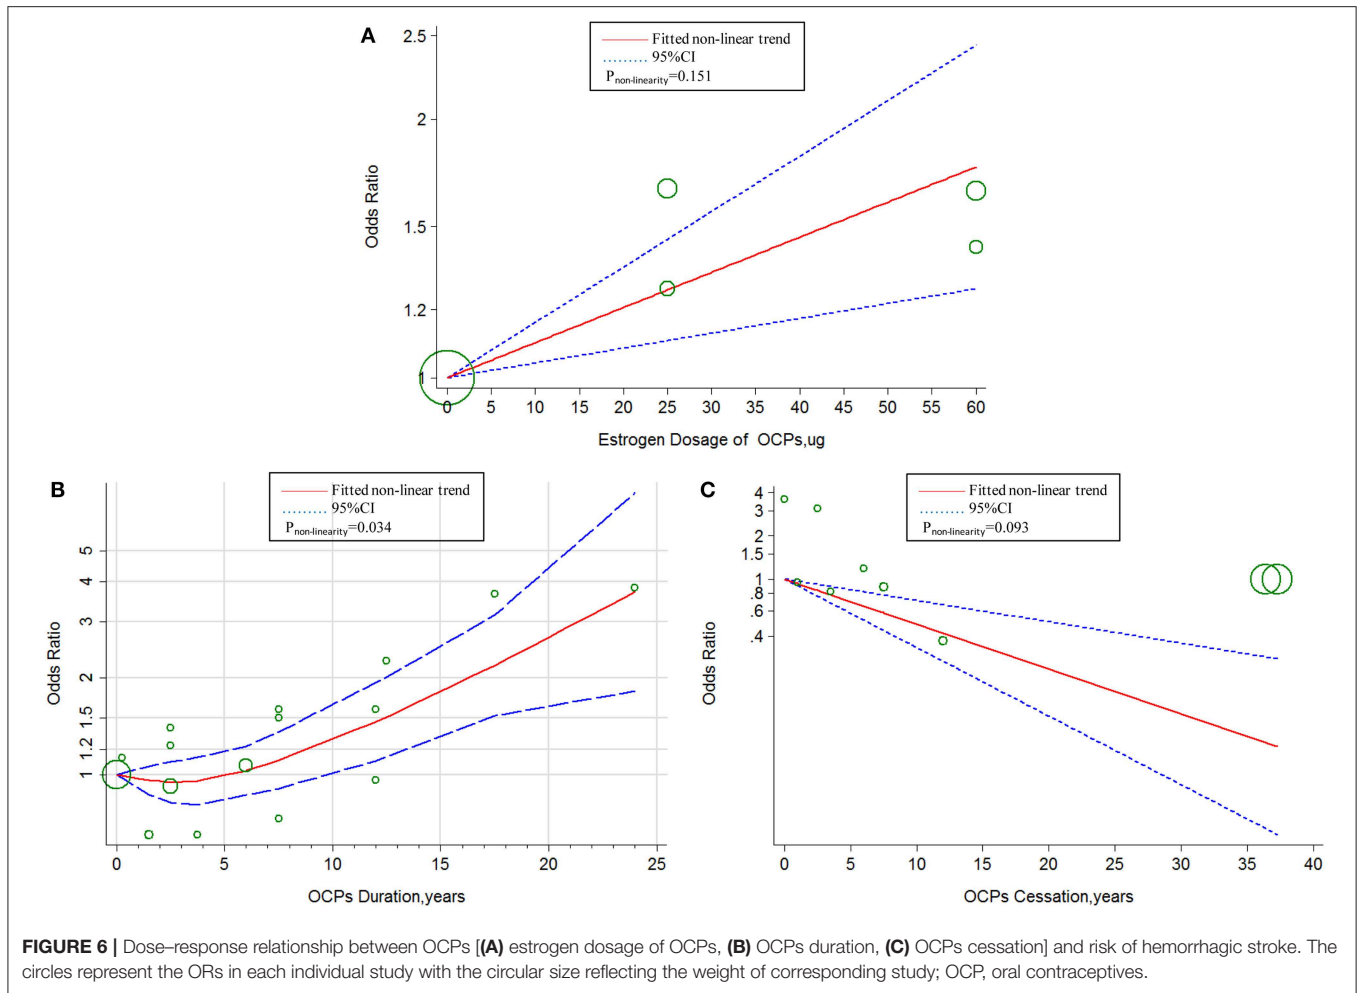 A
Fitted non-linear trend
95%CI
Pnon-linearity=0.151
Odds Ratio
2.5
2
1.5
1.2
1
0 5 10 15 20 25 30 35 40 45 50 55 60
Estrogen Dosage of OCPs,ug
B
Fitted non-linear trend
95%CI
Pnon-linearity=0.034
Odds Ratio
5
4
3
2
1.5
1.2
1
0 5 10 15 20 25
OCPs Duration,years
C
Fitted non-linear trend
95%CI
Pnon-linearity=0.093
Odds Ratio
4
3
2
1.5
1
.8
.6
.4
0 5 10 15 20 25 30 35 40
OCPs Cessation,years
FIGURE 6 | Dose–response relationship between OCPs [(A) estrogen dosage of OCPs, (B) OCPs duration, (C) OCPs cessation] and risk of hemorrhagic stroke. The
circles represent the ORs in each individual study with the circular size reflecting the weight of corresponding study; OCP, oral contraceptives.